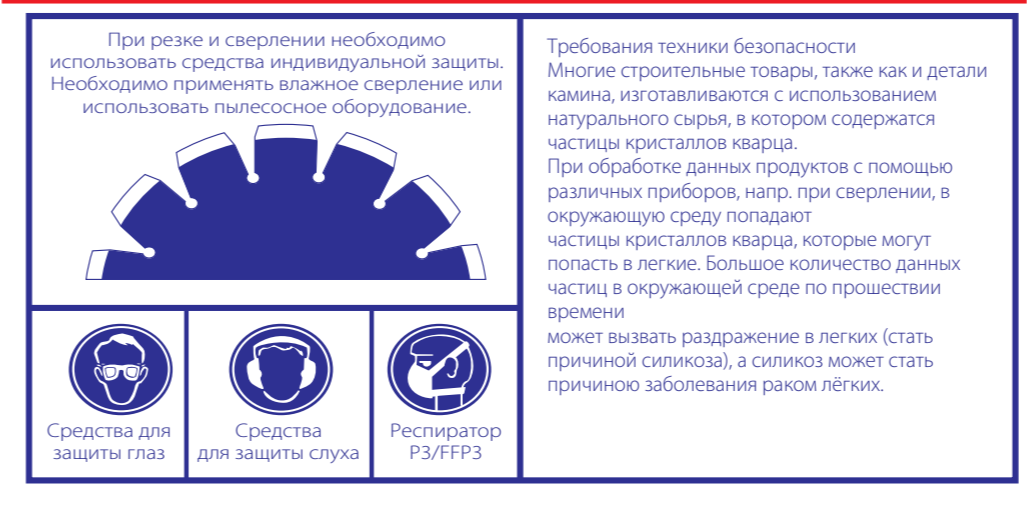 При резке и сверлении необходимо
использовать средства индивидуальной защиты.
Необходимо применять влажное сверление или
использовать пылесосное оборудование.
Средства для
защиты глаз
Средства
для защиты слуха
Респиратор
P3/FFP3
Требования техники безопасности
Многие строительные товары, также как и детали
камина, изготавливаются с использованием
натурального сырья, в котором содержатся
частицы кристаллов кварца.
При обработке данных продуктов с помощью
различных приборов, напр. при сверлении, в
окружающую среду попадают
частицы кристаллов кварца, которые могут
попасть в легкие. Большое количество данных
частиц в окружающей среде по прошествии
времени
может вызвать раздражение в легких (стать
причиной силикоза), а силикоз может стать
причиною заболевания раком лёгких.